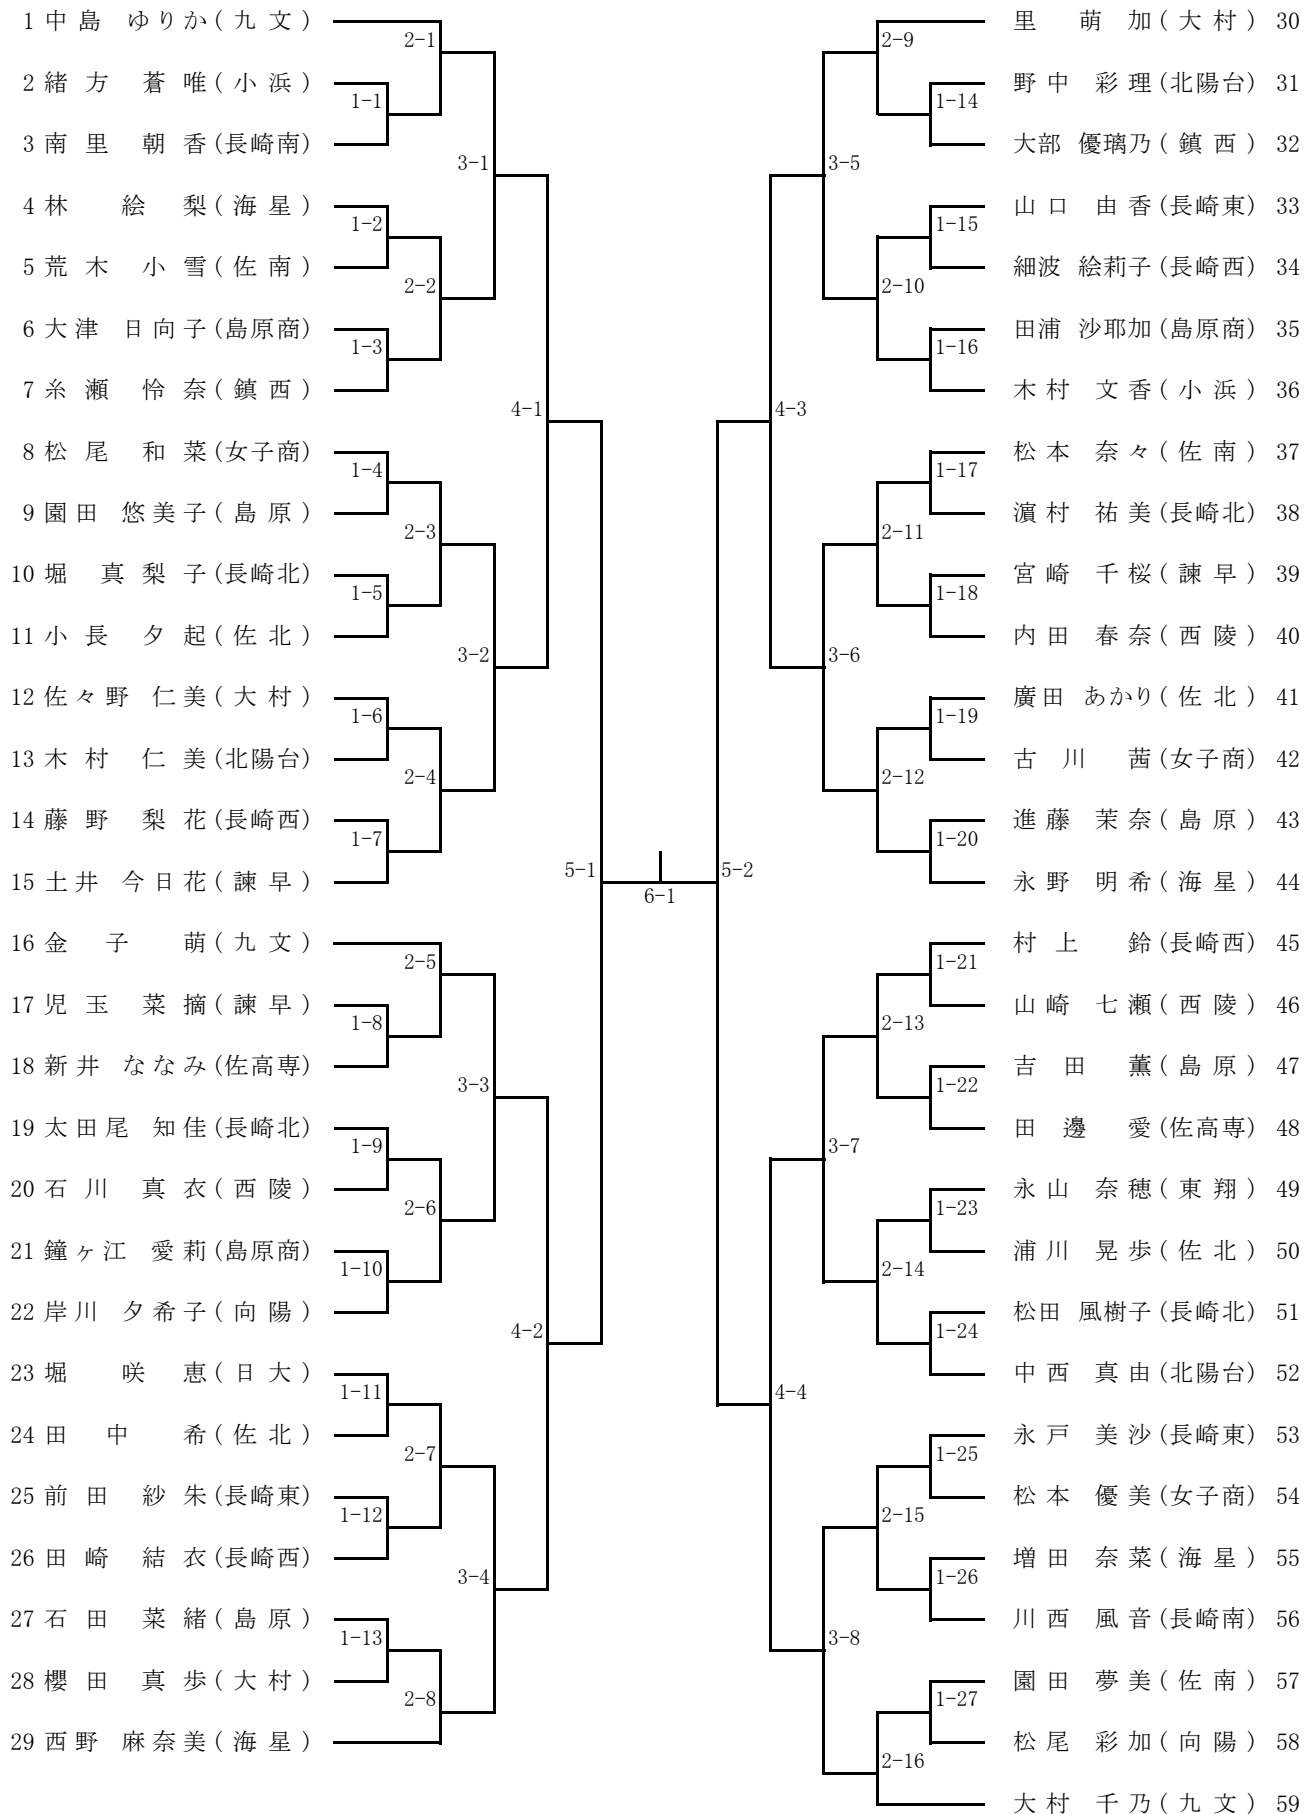 1 中島 ゆりか(九文)
2 緒方 蒼唯(小浜)
3 南里 朝香(長崎南)
4 林 絵梨(海星)
5 荒木 小雪(佐南)
6 大津 日向子(島原商)
7 糸瀬 怜奈(鎮西)
8 松尾 和菜(女子商)
9 園田 悠美子(島原)
10 堀 真梨子(長崎北)
11 小長 夕起(佐北)
12 佐々野 仁美(大村)
13 木村 仁美(北陽台)
14 藤野 梨花(長崎西)
15 土井 今日花(諫早)
16 金子 萌(九文)
17 児玉 菜摘(諫早)
18 新井 ななみ(佐高専)
19 太田尾 知佳(長崎北)
20 石川 真衣(西陵)
21 鐘ヶ江 愛莉(島原商)
22 岸川 夕希子(向陽)
23 堀 咲恵(日大)
24 田中 希(佐北)
25 前田 紗朱(長崎東)
26 田崎 結衣(長崎西)
27 石田 菜緒(島原)
28 櫻田 真歩(大村)
29 西野 麻奈美(海星)
1-1
1-2
1-3
1-4
1-5
1-6
1-7
1-8
1-9
1-10
1-11
1-12
1-13
2-1
2-2
2-3
2-4
2-5
2-6
2-7
2-8
3-1
3-2
3-3
3-4
4-1
4-2
5-1
6-1
5-2
4-3
4-4
3-5
3-6
3-7
3-8
2-9
2-10
2-11
2-12
2-13
2-14
2-15
2-16
1-14
1-15
1-16
1-17
1-18
1-19
1-20
1-21
1-22
1-23
1-24
1-25
1-26
1-27
里 萌加(大村) 30
野中 彩理(北陽台) 31
大部 優璃乃(鎮西) 32
山口 由香(長崎東) 33
細波 絵莉子(長崎西) 34
田浦 沙耶加(島原商) 35
木村 文香(小浜) 36
松本 奈々(佐南) 37
濵村 祐美(長崎北) 38
宮崎 千桜(諫早) 39
内田 春奈(西陵) 40
廣田 あかり(佐北) 41
古川 茜(女子商) 42
進藤 茉奈(島原) 43
永野 明希(海星) 44
村上 鈴(長崎西) 45
山崎 七瀬(西陵) 46
吉田 薫(島原) 47
田邊 愛(佐高専) 48
永山 奈穂(東翔) 49
浦川 晃歩(佐北) 50
松田 風樹子(長崎北) 51
中西 真由(北陽台) 52
永戸 美沙(長崎東) 53
松本 優美(女子商) 54
増田 奈菜(海星) 55
川西 風音(長崎南) 56
園田 夢美(佐南) 57
松尾 彩加(向陽) 58
大村 千乃(九文) 59